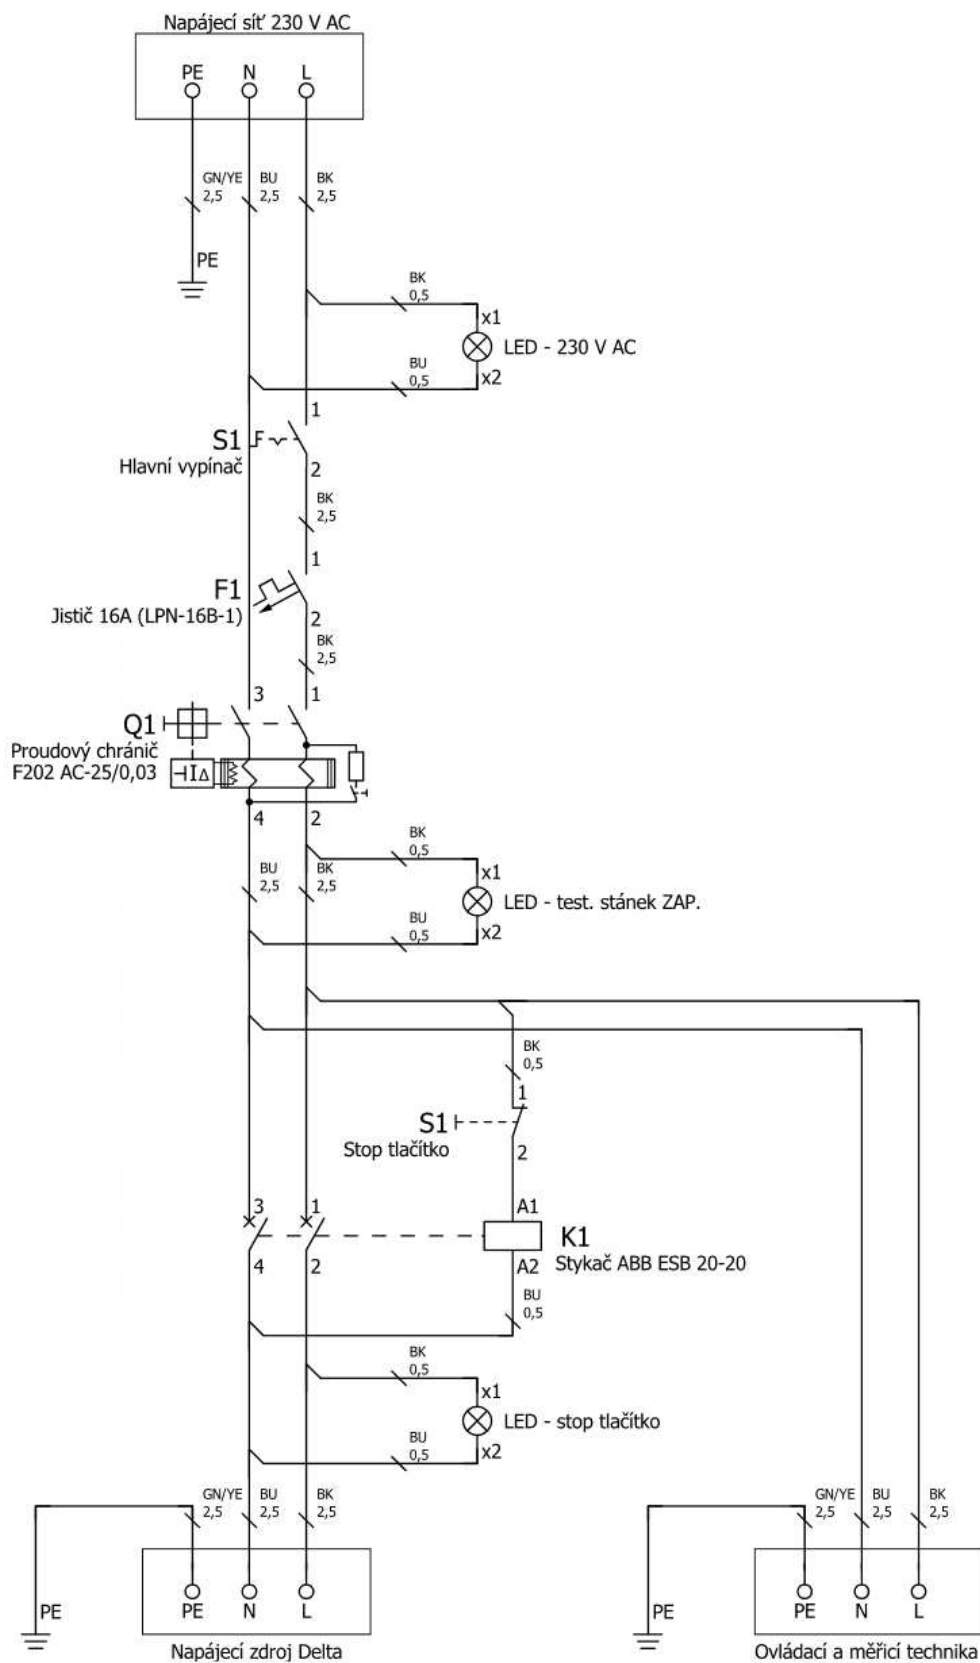 Napájecí síť 230 V AC
PE N L
GN/YE 2,5
BU 2,5
BK 2,5
PE
BK 0,5
x1
LED - 230 V AC
BU 0,5
x2
1
S1
Hlavní vypínač
2
BK 2,5
1
F1
Jistič 16A (LPN-16B-1)
2
BK 2,5
3 1
Q1
Proudový chránič
F202 AC-25/0,03
I∆
4 2
BK 0,5
x1
BU 2,5
BK 2,5
LED - test. stánek ZAP.
BU 0,5
x2
BK 0,5
1
S1
Stop tlačítko
2
3 1
A1
K1
Stykač ABB ESB 20-20
4 2
A2
BU 0,5
BK 0,5
x1
LED - stop tlačítko
BU 0,5
x2
GN/YE 2,5
BU 2,5
BK 2,5
GN/YE 2,5
BU 2,5
BK 2,5
PE
PE N L
PE
PE N L
Napájecí zdroj Delta
Ovládací a měřicí technika